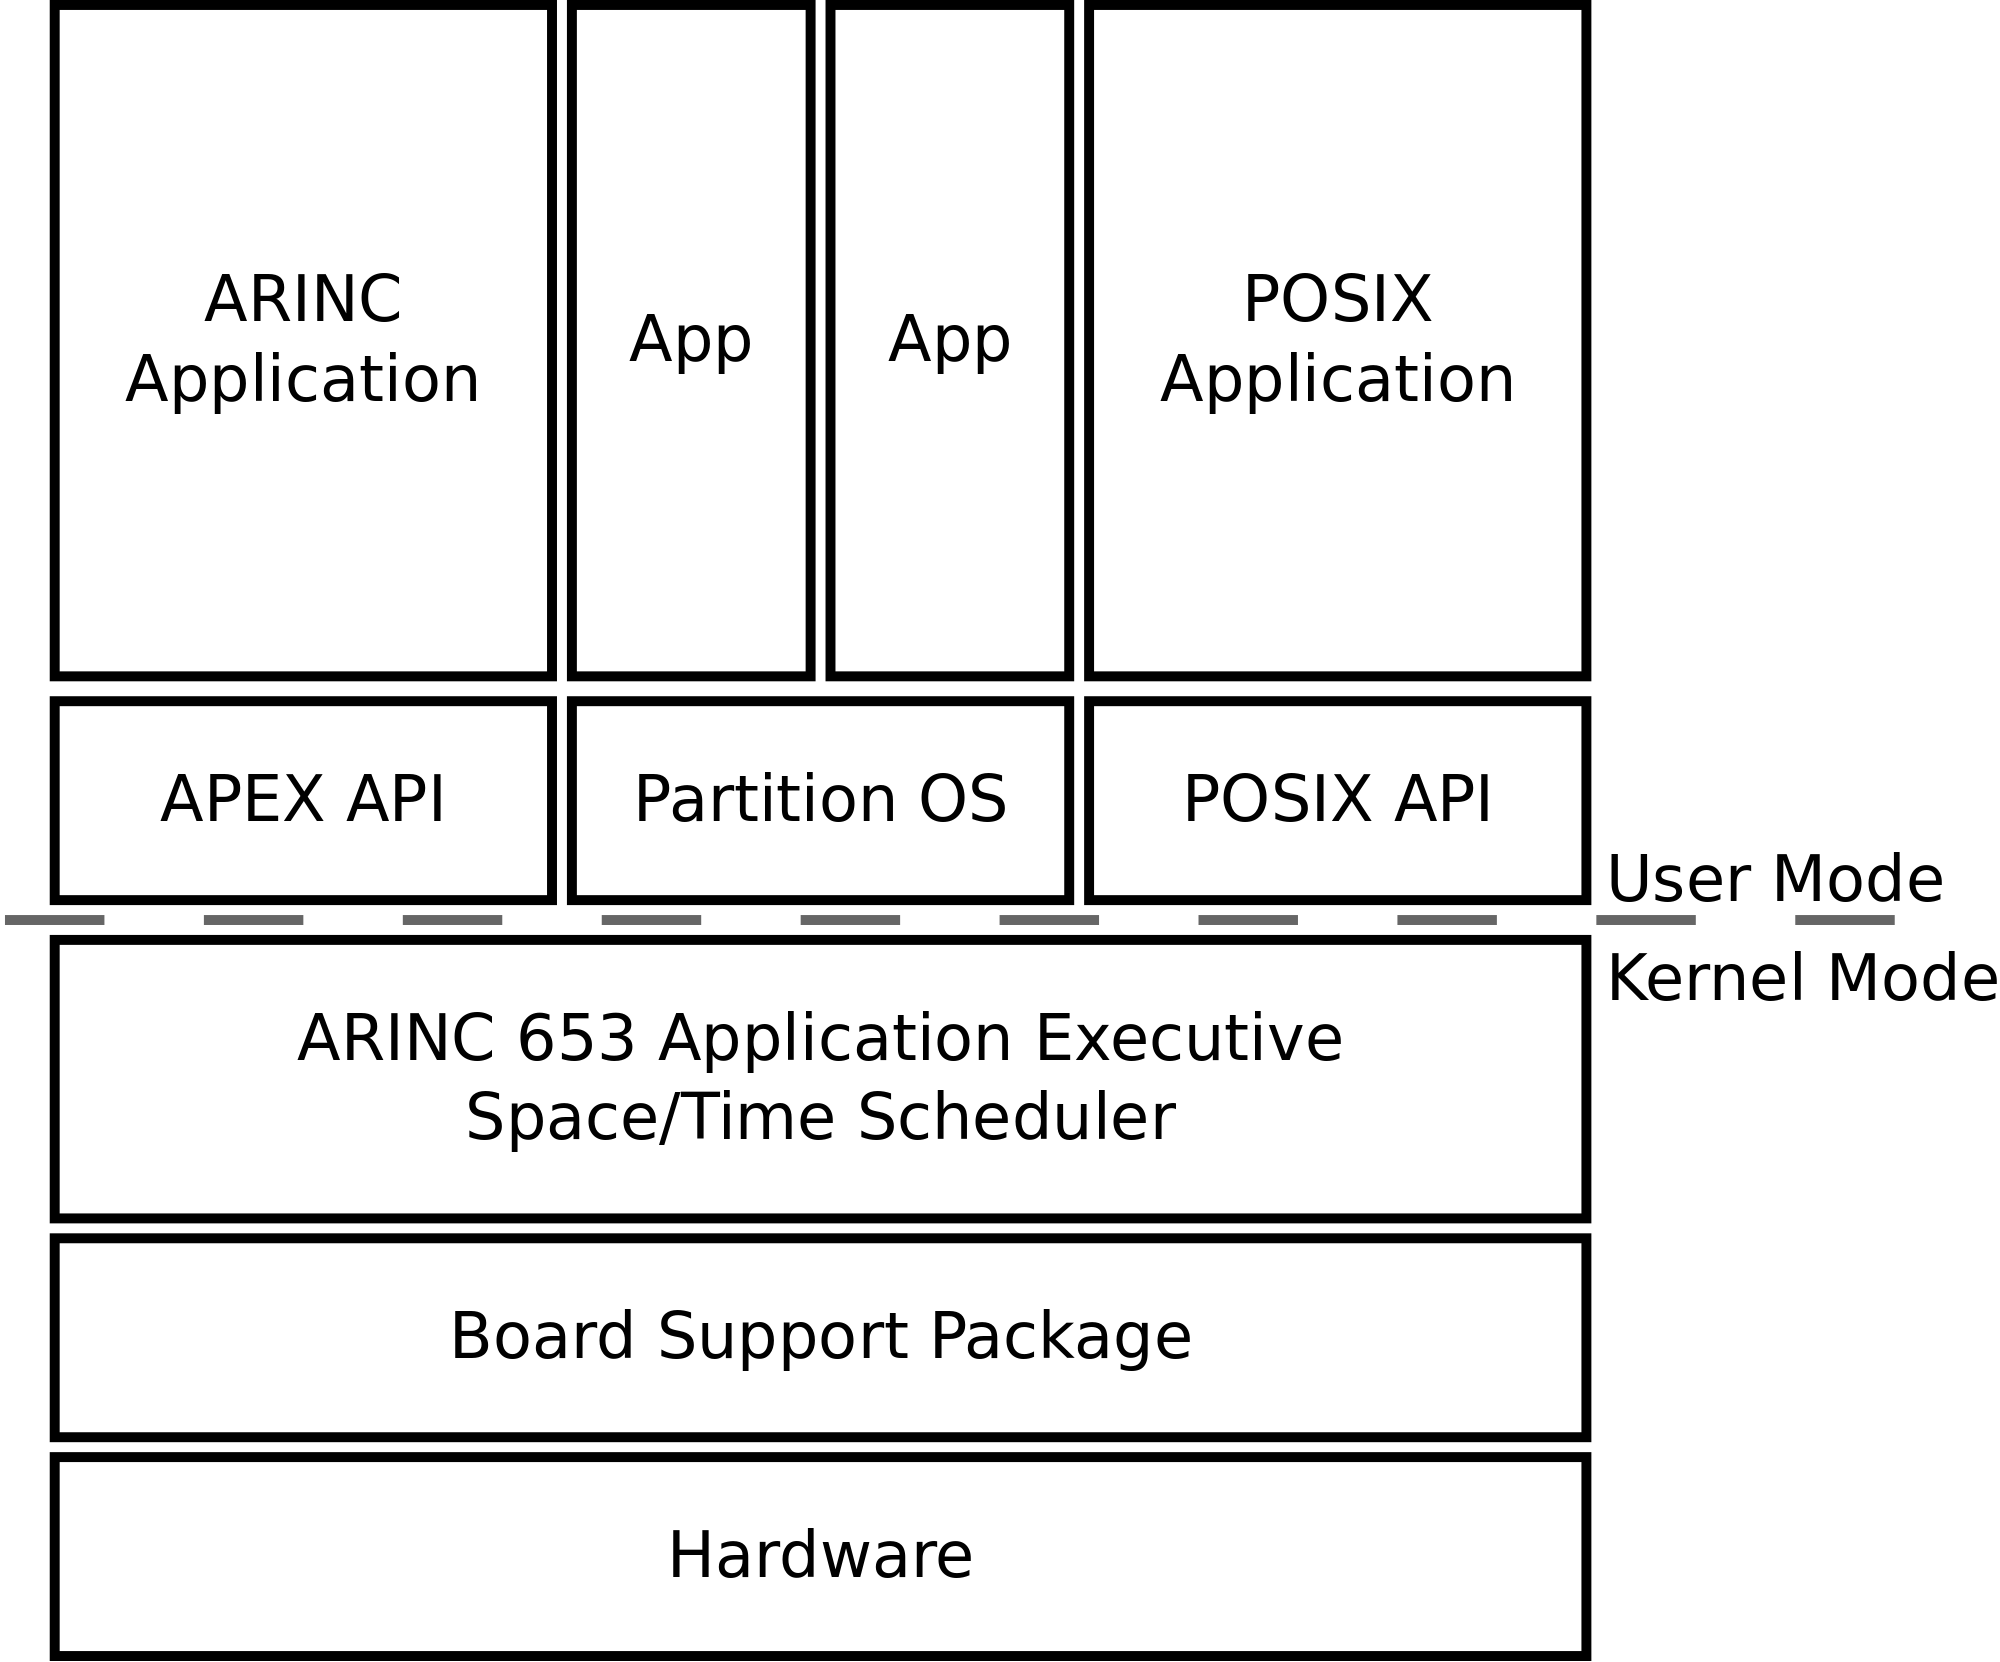 ARINC
Application
App
App
POSIX
Application
APEX API
Partition OS
POSIX API
User Mode
Kernel Mode
ARINC 653 Application Executive
Space/Time Scheduler
Board Support Package
Hardware